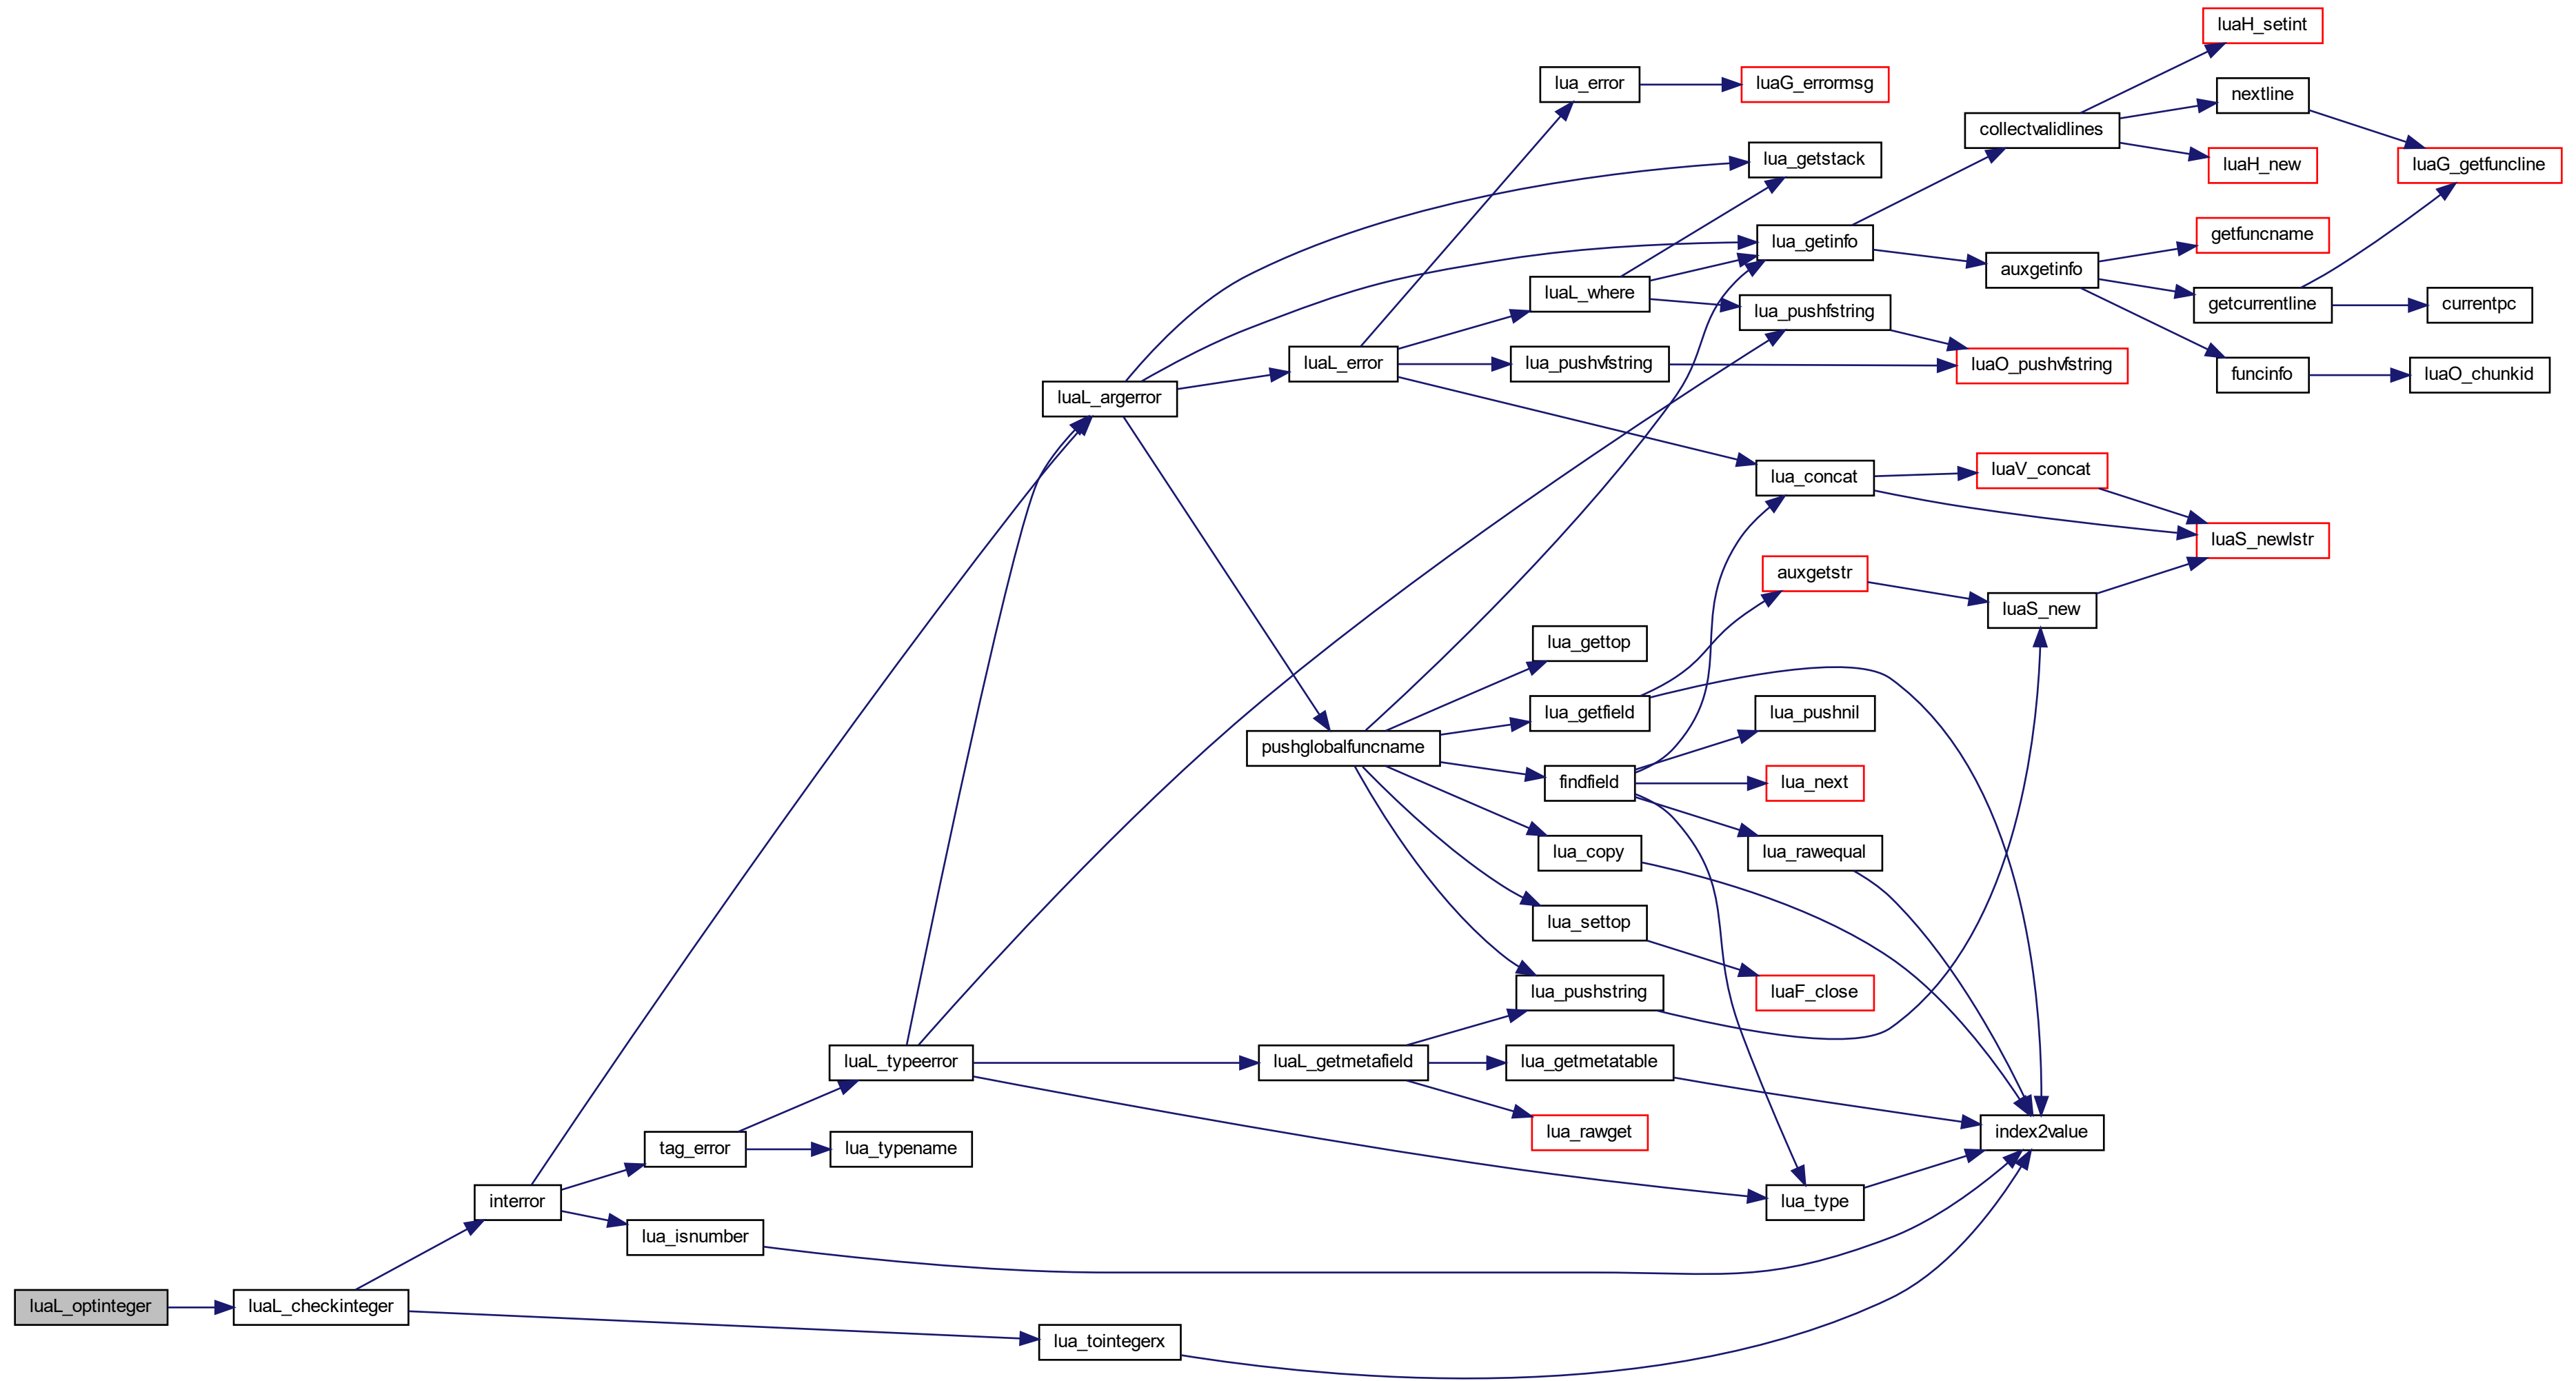 luaH_setint
lua_error
luaG_errormsg
nextline
collectvalidlines
lua_getstack
luaH_new
luaG_getfuncline
getfuncname
lua_getinfo
auxgetinfo
luaL_where
getcurrentline
currentpc
lua_pushfstring
luaL_error
lua_pushvfstring
luaO_pushvfstring
funcinfo
luaO_chunkid
luaL_argerror
lua_concat
luaV_concat
luaS_newlstr
auxgetstr
luaS_new
lua_gettop
lua_getfield
lua_pushnil
pushglobalfuncname
findfield
lua_next
lua_copy
lua_rawequal
lua_settop
lua_pushstring
luaF_close
luaL_typeerror
luaL_getmetafield
lua_getmetatable
lua_rawget
index2value
tag_error
lua_typename
interror
lua_type
lua_isnumber
luaL_optinteger
luaL_checkinteger
lua_tointegerx